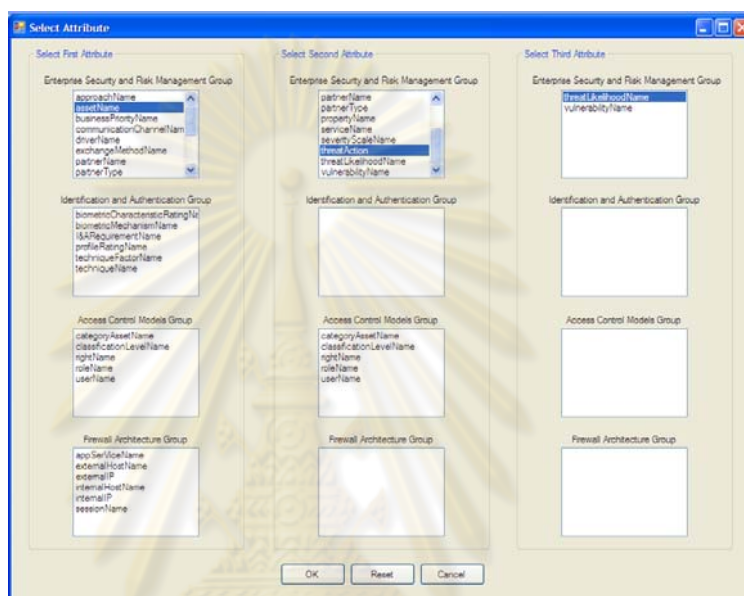 Select Attribute
Select First Attribute
Enterprise Security and Risk Management Group
approachName
assetName
businessPriorityName
communicationChannelNam
driverName
exchangeMethodName
partnerName
partnerType
Identification and Authentication Group
biometricCharacteristicRatingNa
biometricMechanismName
I&ARequirementName
profileRatingName
techniqueFactorName
techniqueName
Access Control Models Group
categoryAssetName
classificationLevelName
rightName
roleName
userName
Firewall Architecture Group
appSerViceName
externalHostName
externalIP
internalHostName
internalIP
sessionName
Select Second Attribute
Enterprise Security and Risk Management Group
partnerName
partnerType
propertyName
serviceName
severtyScaleName
threatAction
threatLikelihoodName
vulnerabilityName
Identification and Authentication Group
Access Control Models Group
categoryAssetName
classificationLevelName
rightName
roleName
userName
Firewall Architecture Group
Select Third Attribute
Enterprise Security and Risk Management Group
threatLikelihoodName
vulnerabilityName
Identification and Authentication Group
Access Control Models Group
Firewall Architecture Group
OK
Reset
Cancel